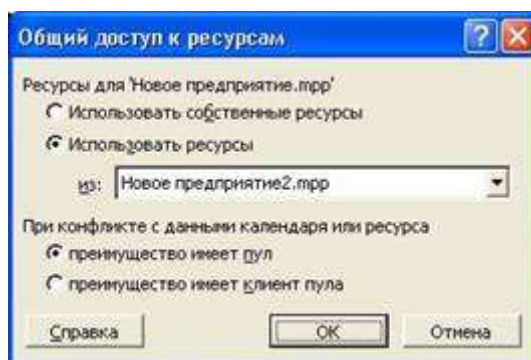 Общий доступ к ресурсам
Ресурсы для 'Новое предприятие.mpp'
Использовать собственные ресурсы
Использовать ресурсы
из: Новое предприятие2.mpp
При конфликте с данными календаря или ресурса
преимущество имеет пул
преимущество имеет клиент пула
Справка OK Отмена